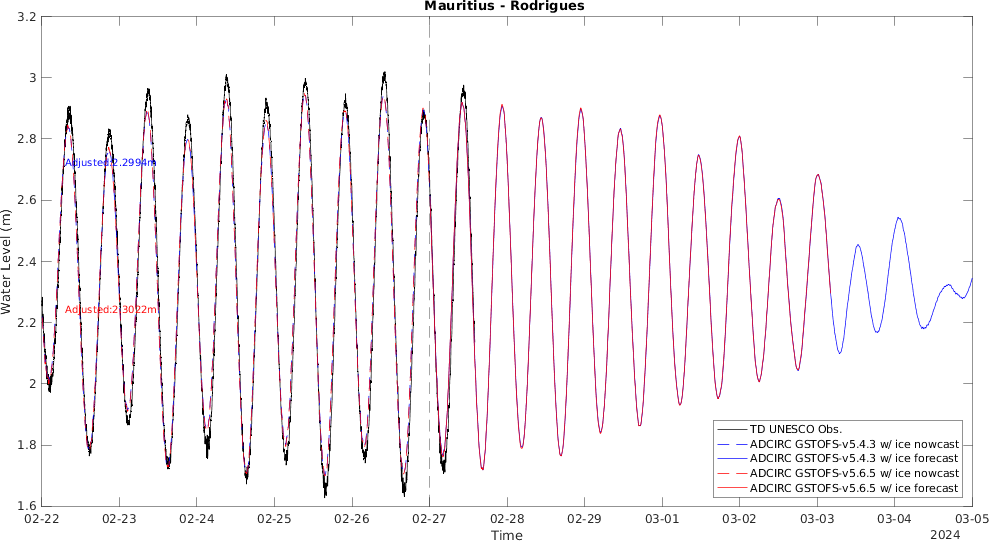 Mauritius - Rodrigues
3.2
3
2.8
2.6
2.4
2.2
2
1.8
1.6
Water Level (m)
Adjusted:2.2994m
Adjusted:2.3022m
TD UNESCO Obs.
ADCIRC GSTOFS-v5.4.3 w/ ice nowcast
ADCIRC GSTOFS-v5.4.3 w/ ice forecast
ADCIRC GSTOFS-v5.6.5 w/ ice nowcast
ADCIRC GSTOFS-v5.6.5 w/ ice forecast
02-22 02-23 02-24 02-25 02-26 02-27 02-28 02-29 03-01 03-02 03-03 03-04 03-05
Time
2024